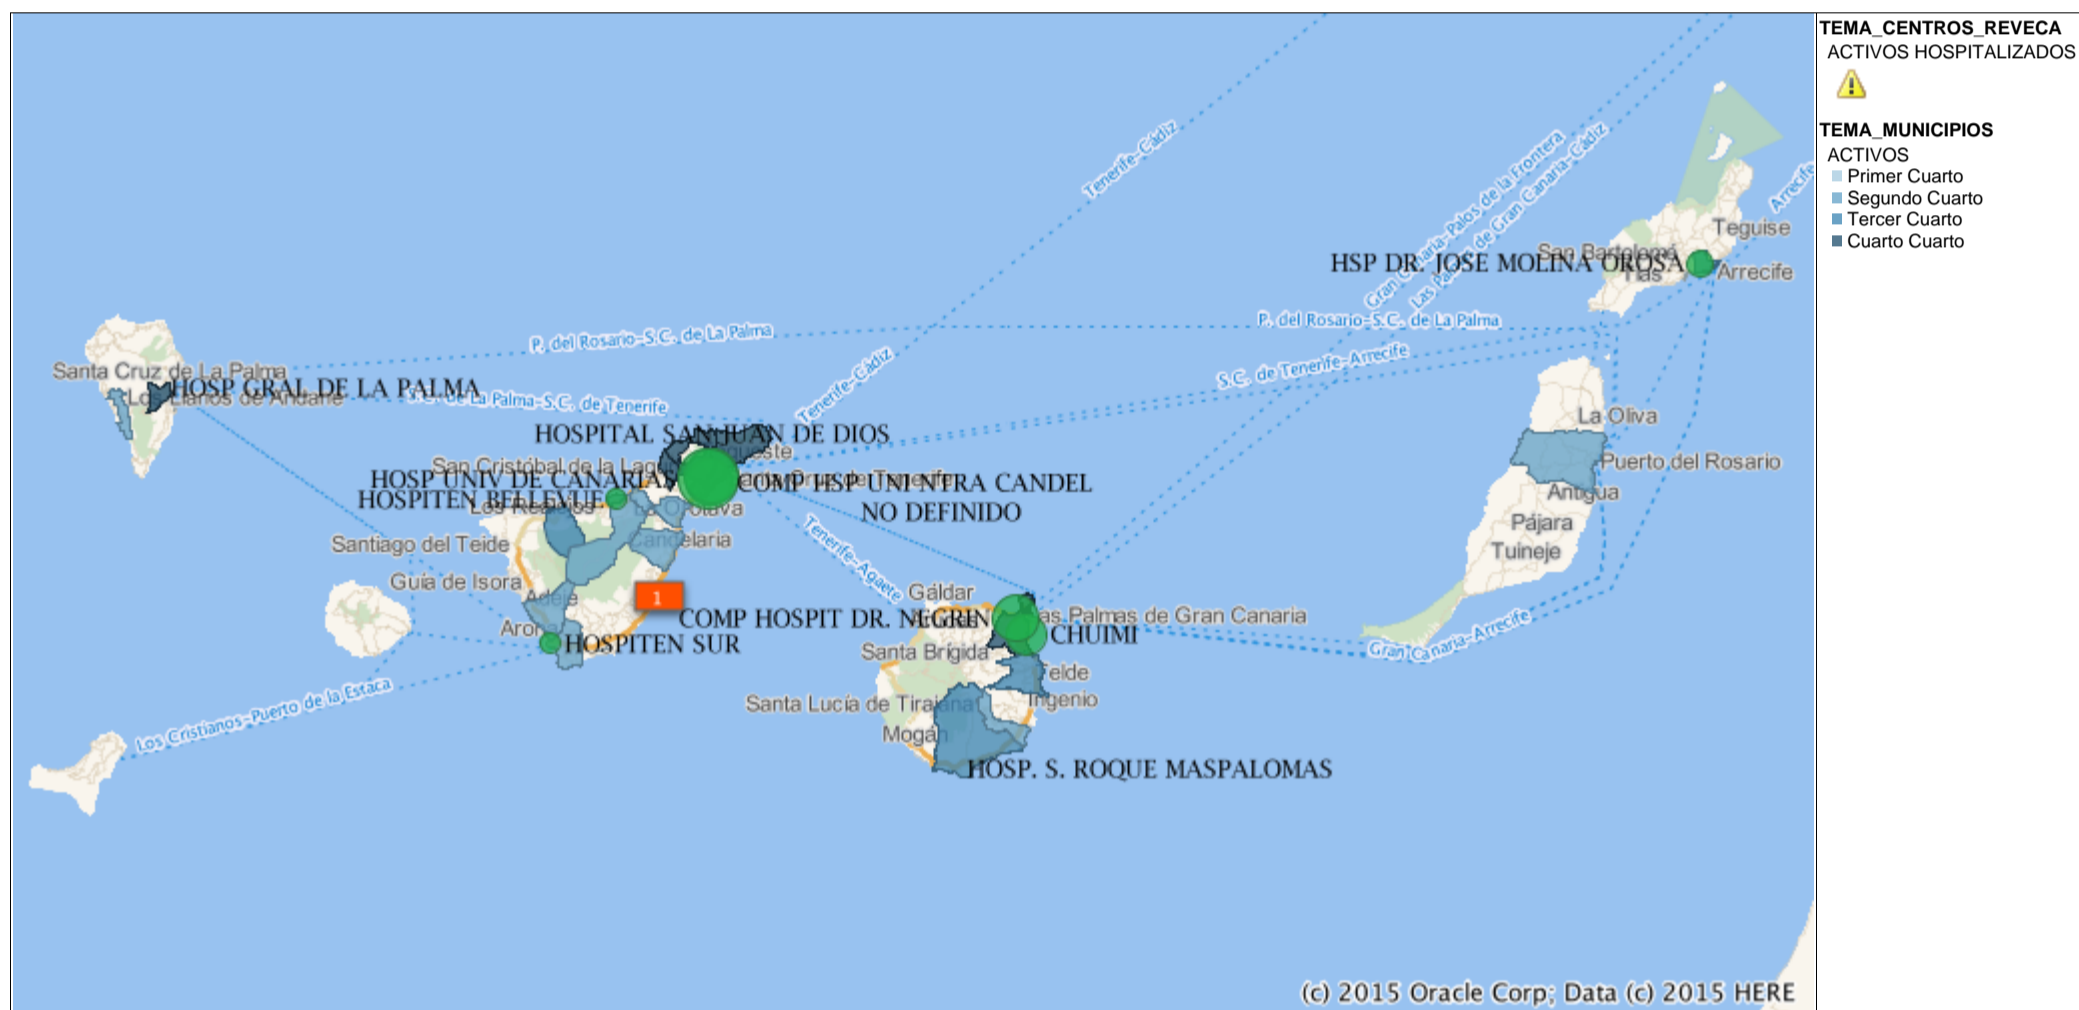 TEMA_CENTROS_REVECA
ACTIVOS HOSPITALIZADOS
TEMA_MUNICIPIOS
ACTIVOS
Primer Cuarto
Segundo Cuarto
Tercer Cuarto
Cuarto Cuarto
Tenerife-Cádiz
Gran Canaria-Palos de la Frontera
Las Palmas de Gran Canaria-Cádiz
Arrecife
Teguise
San Bartolomé
HSP DR. JOSE MOLINA OROSA
Tías
Arrecife
P. del Rosario-S.C. de La Palma
P. del Rosario-S.C. de La Palma
S.C. de Tenerife-Arrecife
Tenerife-Cádiz
Santa Cruz de La Palma
HOSP GRAL DE LA PALMA
Los Llanos de Aridane
S.C. de La Palma-S.C. de Tenerife
La Oliva
HOSPITAL SAN JUAN DE DIOS
San Cristóbal de la
Puerto del Rosario
HOSP UNIV DE CANARIAS
COMP HSP UNI NTRA CANDEL
HOSPITEN BELLEVUE
Antigua
Los Realejos
La Orotava
NO DEFINIDO
Pájara
Santiago del Teide
Candelaria
Tuineje
Tenerife-Agaete
Guía de Isora
Adeje
1
Gáldar
COMP HOSPIT DR. NEGRIN
Las Palmas de Gran Canaria
Arona
HOSPITEN SUR
CHUIMI
Santa Brígida
Gran Canaria-Arrecife
Telde
Los Cristianos-Puerto de la Estaca
Santa Lucía de Tirajana
Ingenio
Mogán
HOSP. S. ROQUE MASPALOMAS
(c) 2015 Oracle Corp; Data (c) 2015 HERE